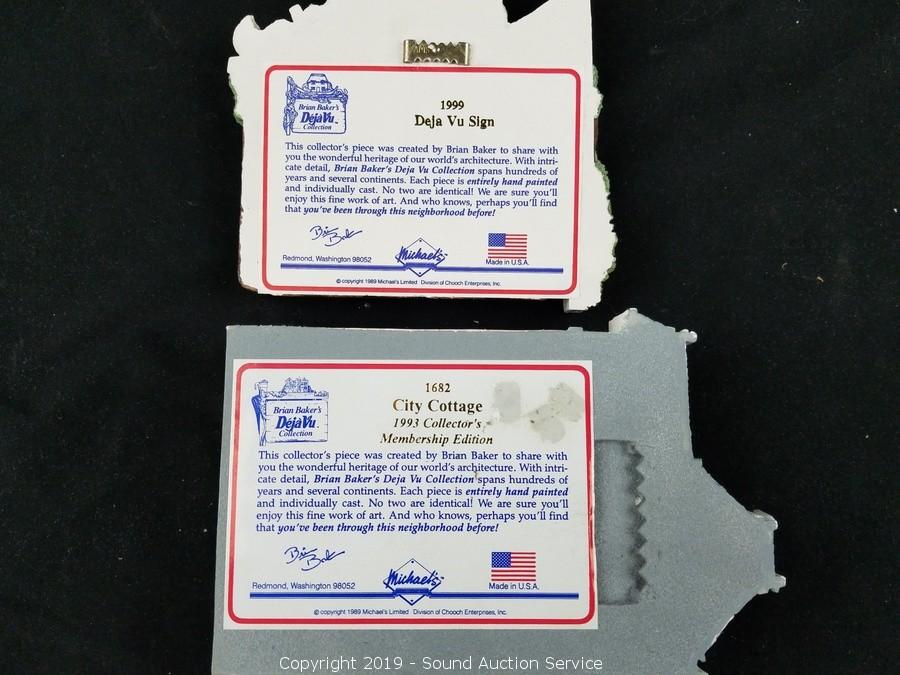 Brian Baker's
DéjàVu™
Collection
1999
Deja Vu Sign
This collector's piece was created by Brian Baker to share with
you the wonderful heritage of our world's architecture. With intri-
cate detail, Brian Baker's Deja Vu Collection spans hundreds of
years and several continents. Each piece is entirely hand painted
and individually cast. No two are identical! We are sure you'll
enjoy this fine work of art. And who knows, perhaps you'll find
that you've been through this neighborhood before!
Redmond, Washington 98052
Michael's
Made in U.S.A.
© copyright 1989 Michael's Limited Division of Chooch Enterprises, Inc.
Brian Baker's
DéjàVu™
Collection
1682
City Cottage
1993 Collector's
Membership Edition
This collector's piece was created by Brian Baker to share with
you the wonderful heritage of our world's architecture. With intri-
cate detail, Brian Baker's Deja Vu Collection spans hundreds of
years and several continents. Each piece is entirely hand painted
and individually cast. No two are identical! We are sure you'll
enjoy this fine work of art. And who knows, perhaps you'll find
that you've been through this neighborhood before!
Redmond, Washington 98052
Michael's
Made in U.S.A.
© copyright 1989 Michael's Limited Division of Chooch Enterprises, Inc.
Copyright 2019 - Sound Auction Service